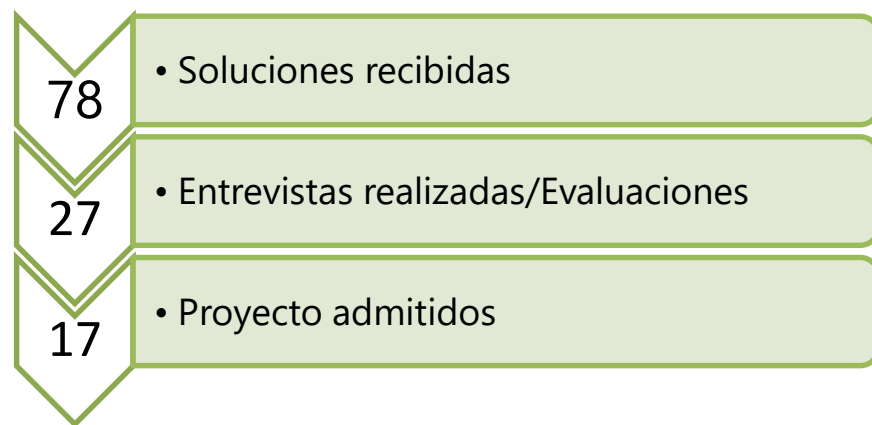 78
• Soluciones recibidas
27
• Entrevistas realizadas/Evaluaciones
17
• Proyecto admitidos